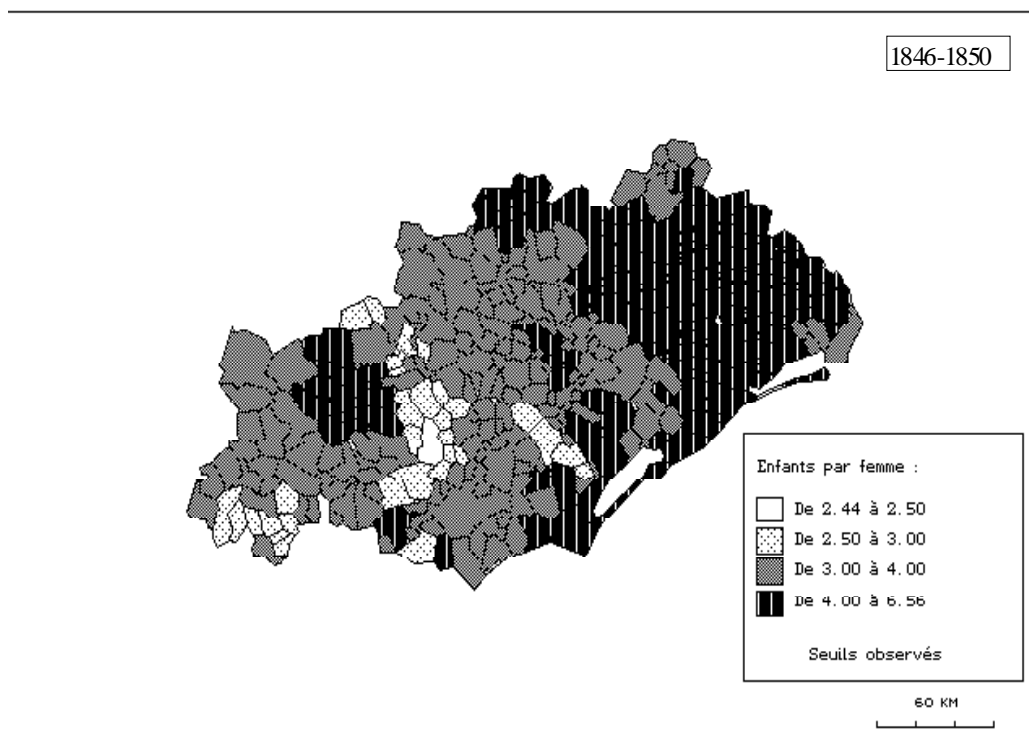 1846-1850
Enfants par femme :
De 2.44 à 2.50
De 2.50 à 3.00
De 3.00 à 4.00
De 4.00 à 6.56
Seuils observés
60 KM